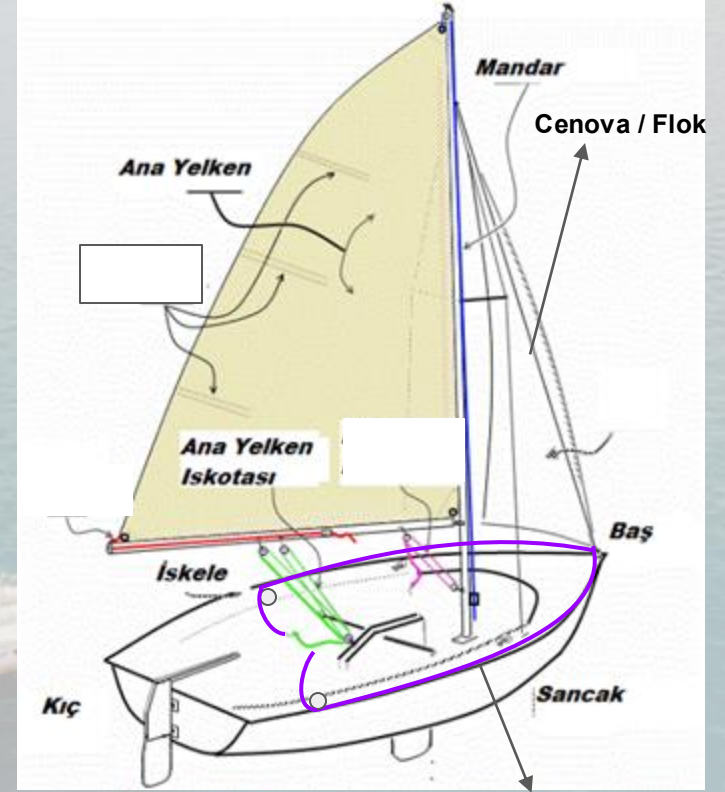 Mandar
Cenova / Flok
Ana Yelken
Ana Yelken
Iskotası
Baş
İskele
Sancak
Kıç